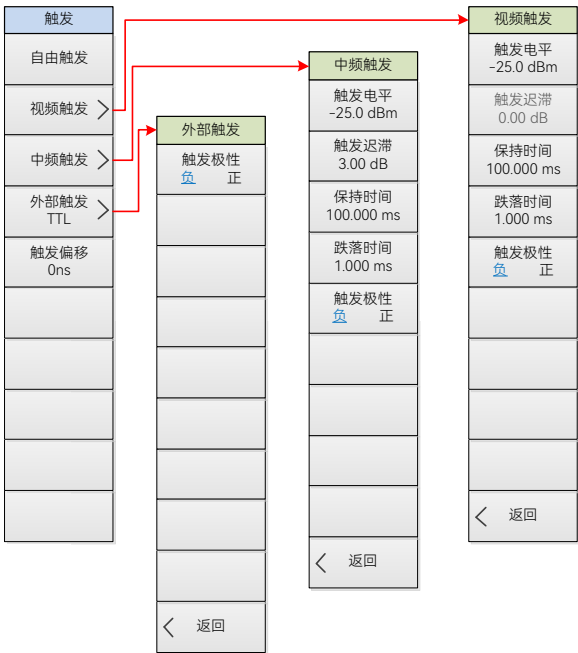 触发
自由触发
视频触发
中频触发
外部触发
TTL
触发偏移
0ns
外部触发
触发极性
负 正
返回
中频触发
触发电平
-25.0 dBm
触发迟滞
3.00 dB
保持时间
100.000 ms
跌落时间
1.000 ms
触发极性
负 正
返回
视频触发
触发电平
-25.0 dBm
触发迟滞
0.00 dB
保持时间
100.000 ms
跌落时间
1.000 ms
触发极性
负 正
返回